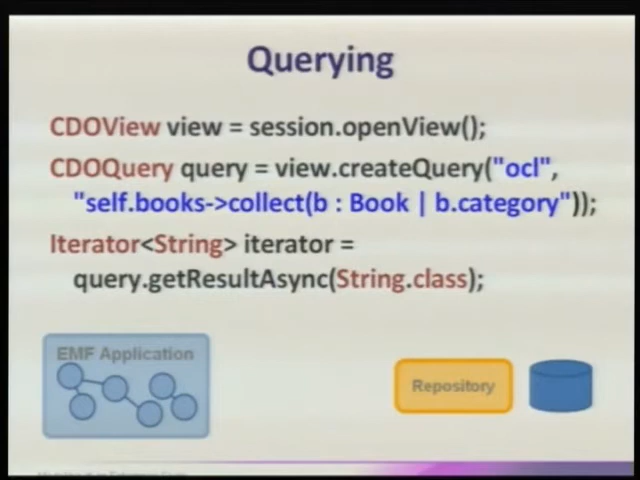 Querying
CDOView view = session.openView();
CDOQuery query = view.createQuery("ocl",
"self.books->collect(b : Book | b.category"));
Iterator<String> iterator =
query.getResultAsync(String.class);
EMF Application
Repository